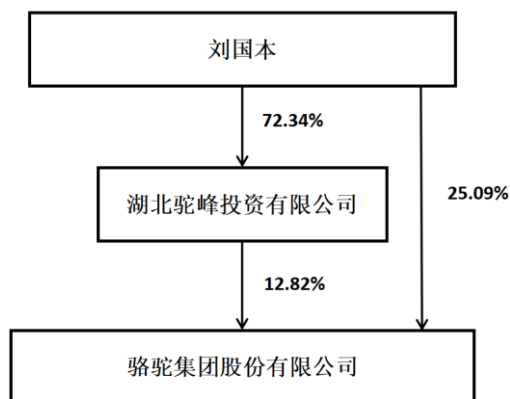 刘国本
72.34%
湖北驼峰投资有限公司
25.09%
12.82%
骆驼集团股份有限公司